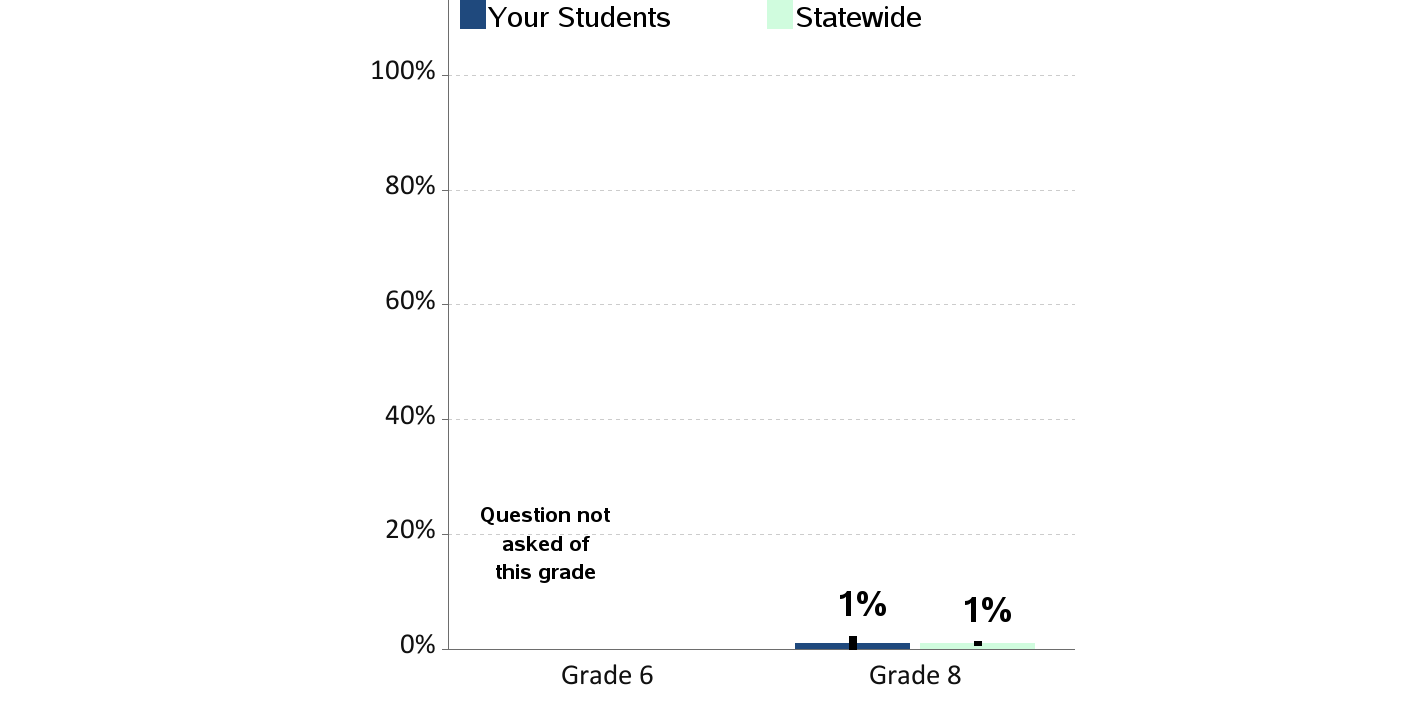 Your Students
Statewide
100%
80%
60%
40%
20%
0%
Question not
asked of
this grade
1%
1%
Grade 6
Grade 8